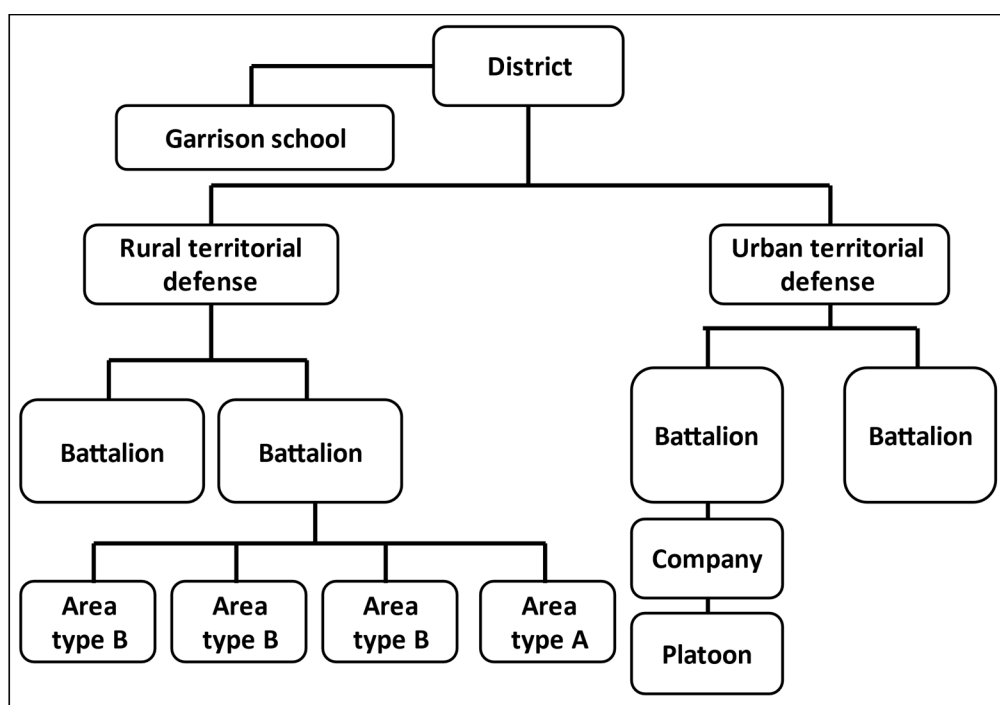 District
Garrison school
Rural territorial
defense
Urban territorial
defense
Battalion
Battalion
Battalion
Battalion
Company
Platoon
Area
type B
Area
type B
Area
type B
Area
type A